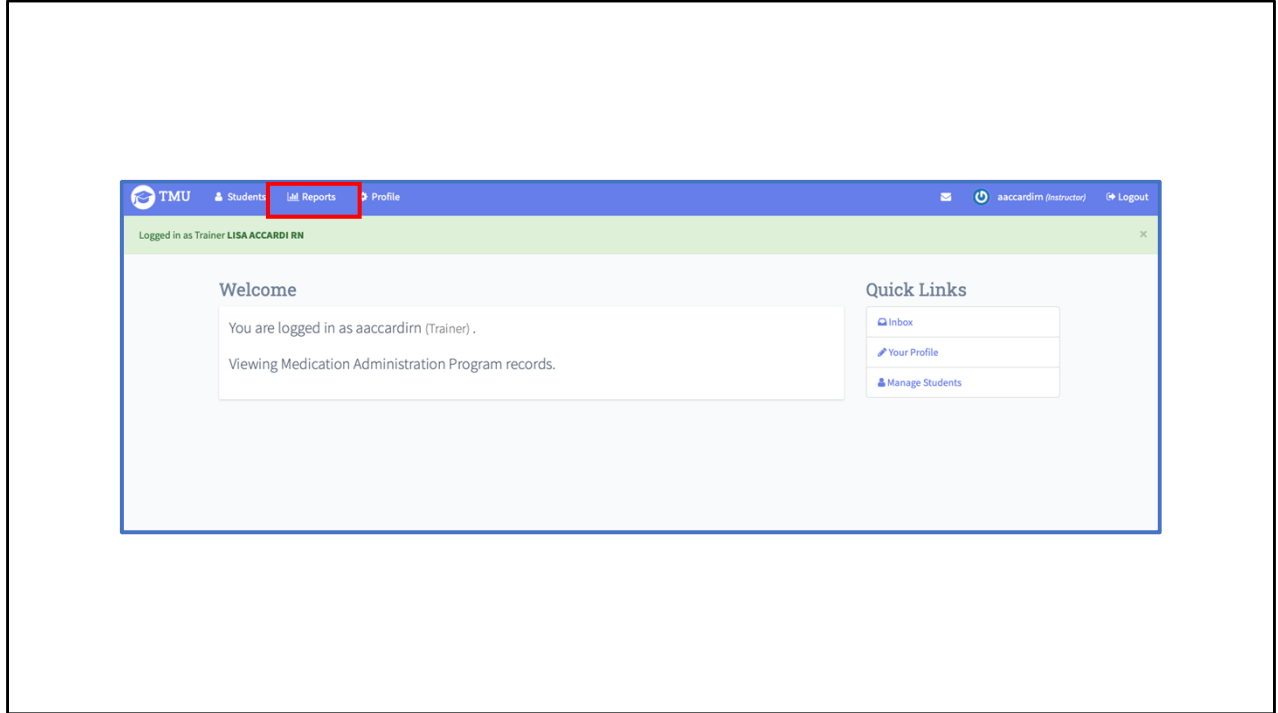 TMU Students Reports Profile aaccardirn (Instructor) Logout
Logged in as Trainer LISA ACCARDI RN ×
Welcome
You are logged in as aaccardirn (Trainer) .
Viewing Medication Administration Program records.
Quick Links
Inbox
Your Profile
Manage Students